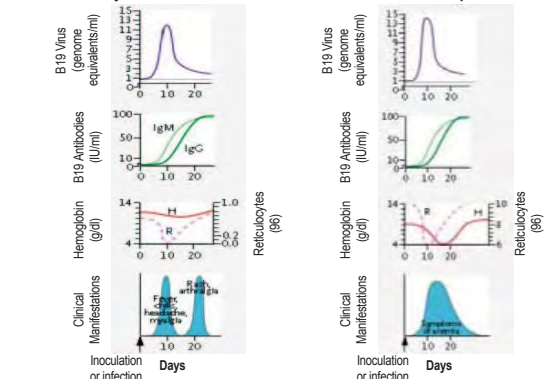 B19 Virus
(genome
equivalents/ml)
15
13
11
9
7
5
3
1
0
0 10 20
B19 Antibodies
(IU/ml)
100
50
10
IgM
IgG
0 10 20
Hemoglobin
(g/dl)
14
4
H
R
1.0
0.2
0.0
Reticulocytes
(96)
0 10 20
Clinical
Manifestations
Fever,
chills,
headache,
myalgia
Rash,
arthralgia
10 20
Inoculation
or infection
Days
B19 Virus
(genome
equivalents/ml)
15
13
11
9
7
5
3
1
0
0 10 20
B19 Antibodies
(IU/ml)
100
50
10
0 10 20
Hemoglobin
(g/dl)
14
4
R
H
10
8
6
Reticulocytes
(96)
0 10 20
Clinical
Manifestations
Symptoms
of anemia
10 20
Inoculation
or infection
Days